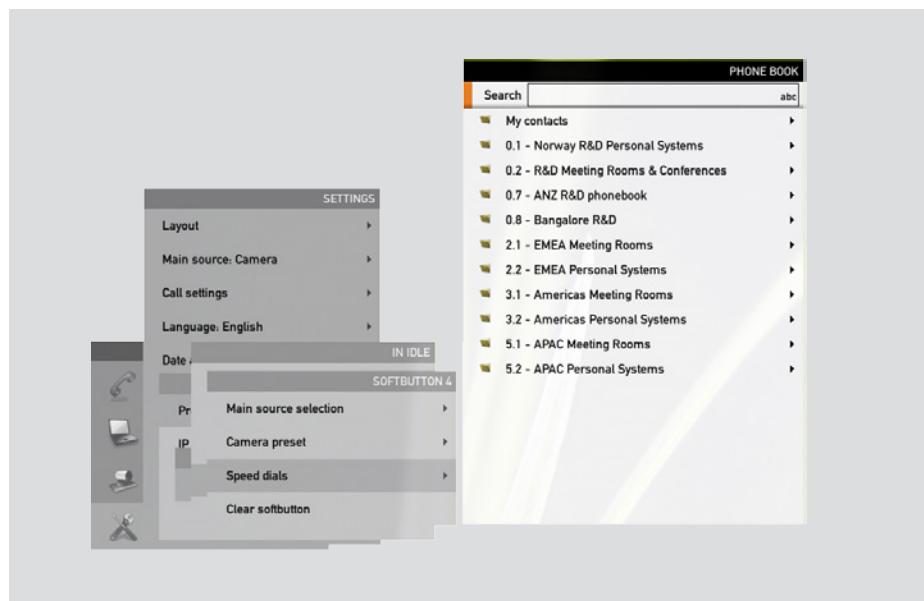 SETTINGS
Layout
Main source: Camera
Call settings
Language: English
Date
Pr
IP
IN IDLE
SOFTBUTTON 4
Main source selection
Camera preset
Speed dials
Clear softbutton
PHONE BOOK
Search abc
My contacts
0.1 - Norway R&D Personal Systems
0.2 - R&D Meeting Rooms & Conferences
0.7 - ANZ R&D phonebook
0.8 - Bangalore R&D
2.1 - EMEA Meeting Rooms
2.2 - EMEA Personal Systems
3.1 - Americas Meeting Rooms
3.2 - Americas Personal Systems
5.1 - APAC Meeting Rooms
5.2 - APAC Personal Systems